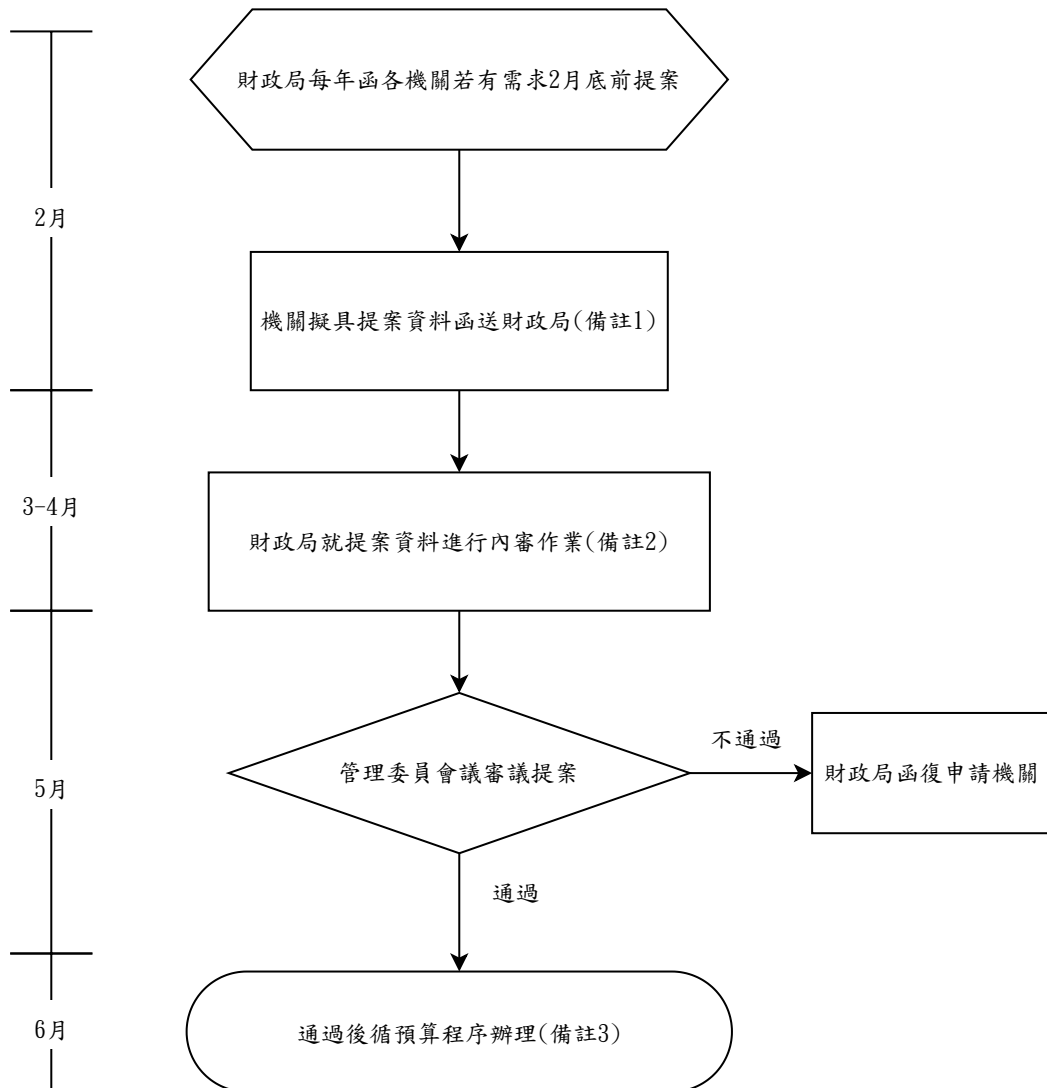 財政局每年函各機關若有需求2月底前提案
2月
機關擬具提案資料函送財政局(備註1)
3-4月
財政局就提案資料進行內審作業(備註2)
管理委員會議審議提案
不通過
財政局函復申請機關
5月
通過
6月
通過後循預算程序辦理(備註3)